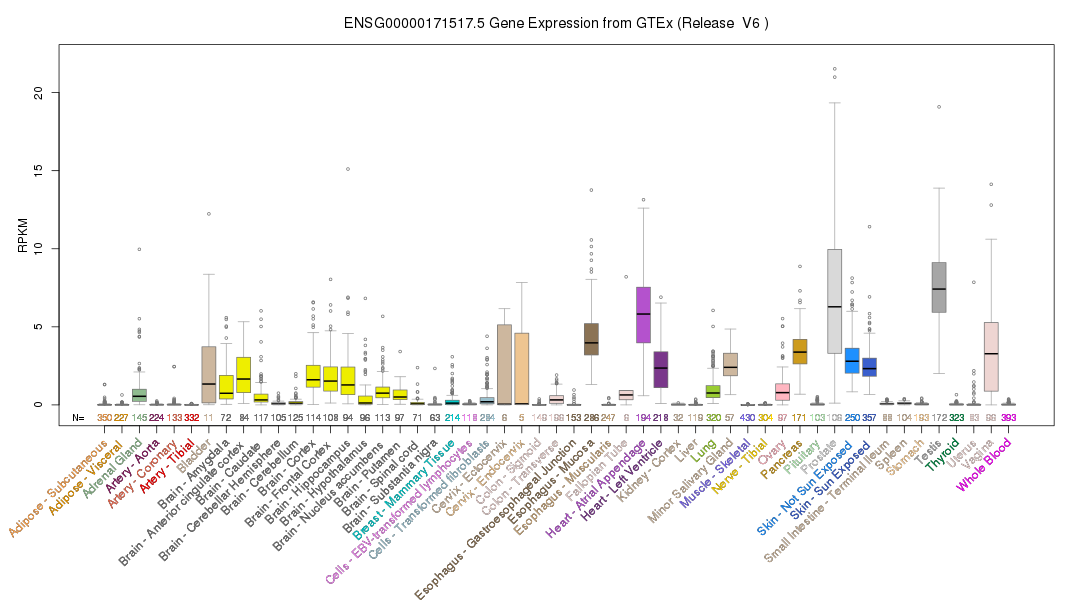 ENSG00000171517.5 Gene Expression from GTEx (Release V6 )
RPKM
20
15
10
5
0
N= 350 227 145 224 133 332 11 72 84 117 105 125 114 108 94 96 113 97 71 63 214 118 284 6 5 149 196 153 286 247 6 194 218 32 119 320 57 430 304 97 171 103 106 250 357 88 104 193 172 323 83 96 393
Adipose - Subcutaneous
Adipose - Visceral
Adrenal Gland
Artery - Aorta
Artery - Coronary
Artery - Tibial
Bladder
Brain - Amygdala
Brain - Anterior cingulate cortex
Brain - Caudate
Brain - Cerebellar Hemisphere
Brain - Cerebellum
Brain - Cortex
Brain - Frontal Cortex
Brain - Hippocampus
Brain - Hypothalamus
Brain - Nucleus accumbens
Brain - Putamen
Brain - Spinal cord
Brain - Substantia nigra
Breast - Mammary Tissue
Cells - EBV-transformed lymphocytes
Cells - Transformed fibroblasts
Cervix - Ectocervix
Cervix - Endocervix
Colon - Sigmoid
Colon - Transverse
Esophagus - Gastroesophageal Junction
Esophagus - Mucosa
Esophagus - Muscularis
Fallopian Tube
Heart - Atrial Appendage
Heart - Left Ventricle
Kidney - Cortex
Liver
Lung
Minor Salivary Gland
Muscle - Skeletal
Nerve - Tibial
Ovary
Pancreas
Pituitary
Prostate
Skin - Not Sun Exposed
Skin - Sun Exposed
Small Intestine - Terminal Ileum
Spleen
Stomach
Testis
Thyroid
Uterus
Vagina
Whole Blood